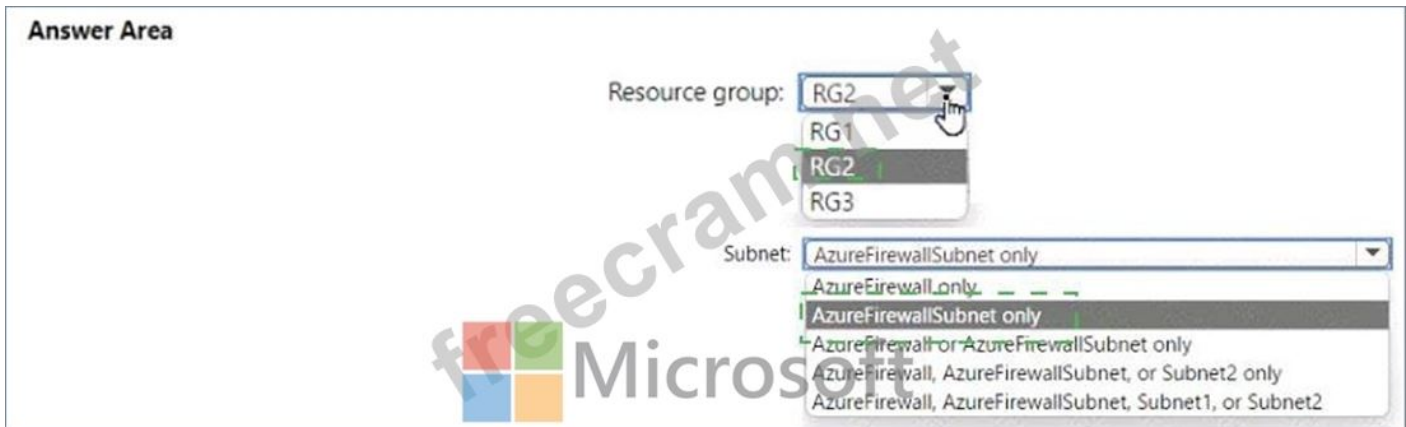 Answer Area
Resource group: RG2
RG1
RG2
RG3
Subnet: AzureFirewallSubnet only
AzureFirewall only
AzureFirewallSubnet only
AzureFirewall or AzureFirewallSubnet only
AzureFirewall, AzureFirewallSubnet, or Subnet2 only
AzureFirewall, AzureFirewallSubnet, Subnet1, or Subnet2
freecram.net
Microsoft